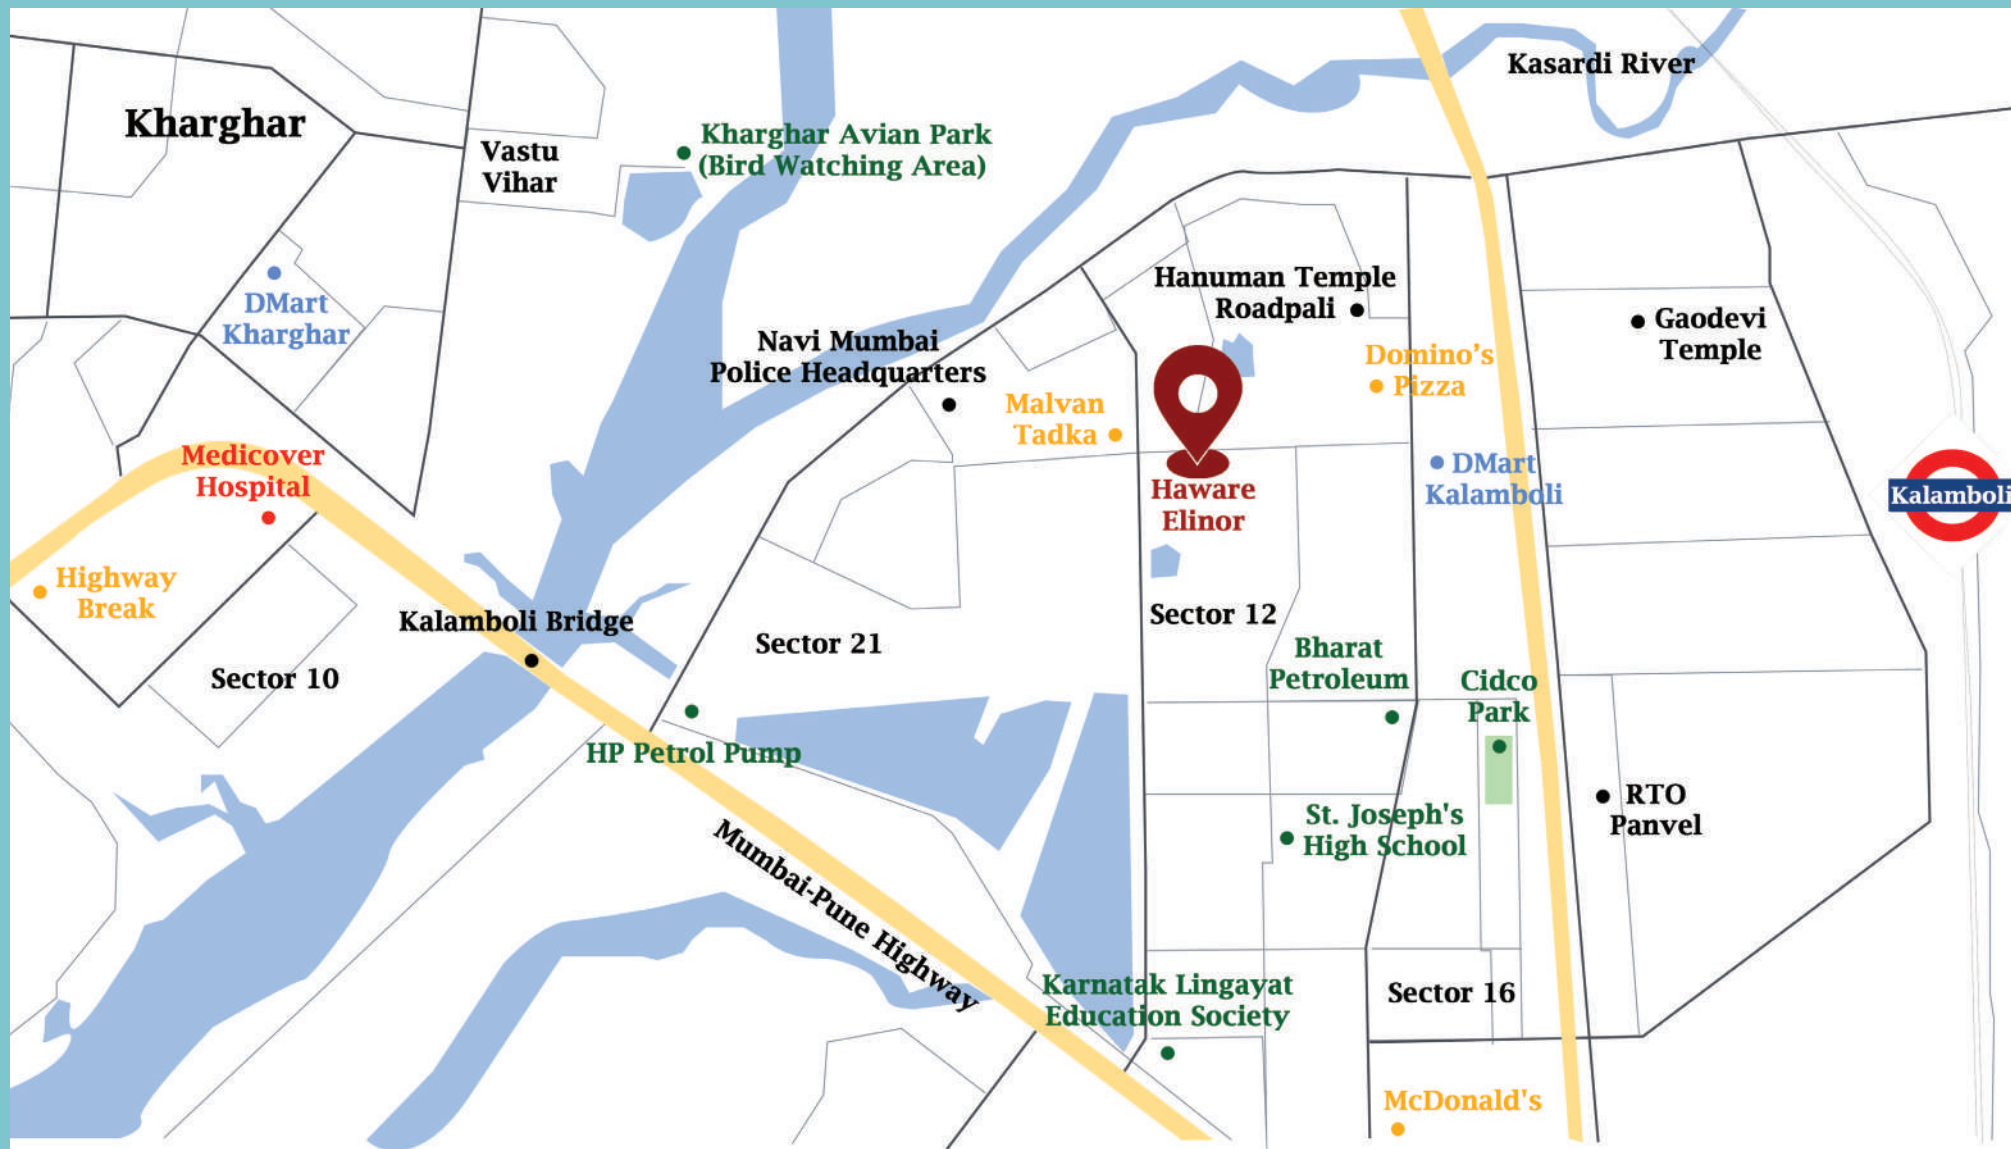 Kasardi River
Kharghar
Kharghar Avian Park
(Bird Watching Area)
Vastu
Vihar
DMart
Kharghar
Hanuman Temple
Roadpali
Gaodevi
Temple
Navi Mumbai
Police Headquarters
Domino's
Pizza
Malvan
Tadka
Medicover
Hospital
DMart
Kalamboli
Haware
Elinor
Kalamboli
Highway
Break
Kalamboli Bridge
Sector 12
Sector 21
Sector 10
Bharat
Petroleum
Cidco
Park
HP Petrol Pump
RTO
Panvel
St. Joseph's
High School
Mumbai-Pune Highway
Karnatak Lingayat
Education Society
Sector 16
McDonald's